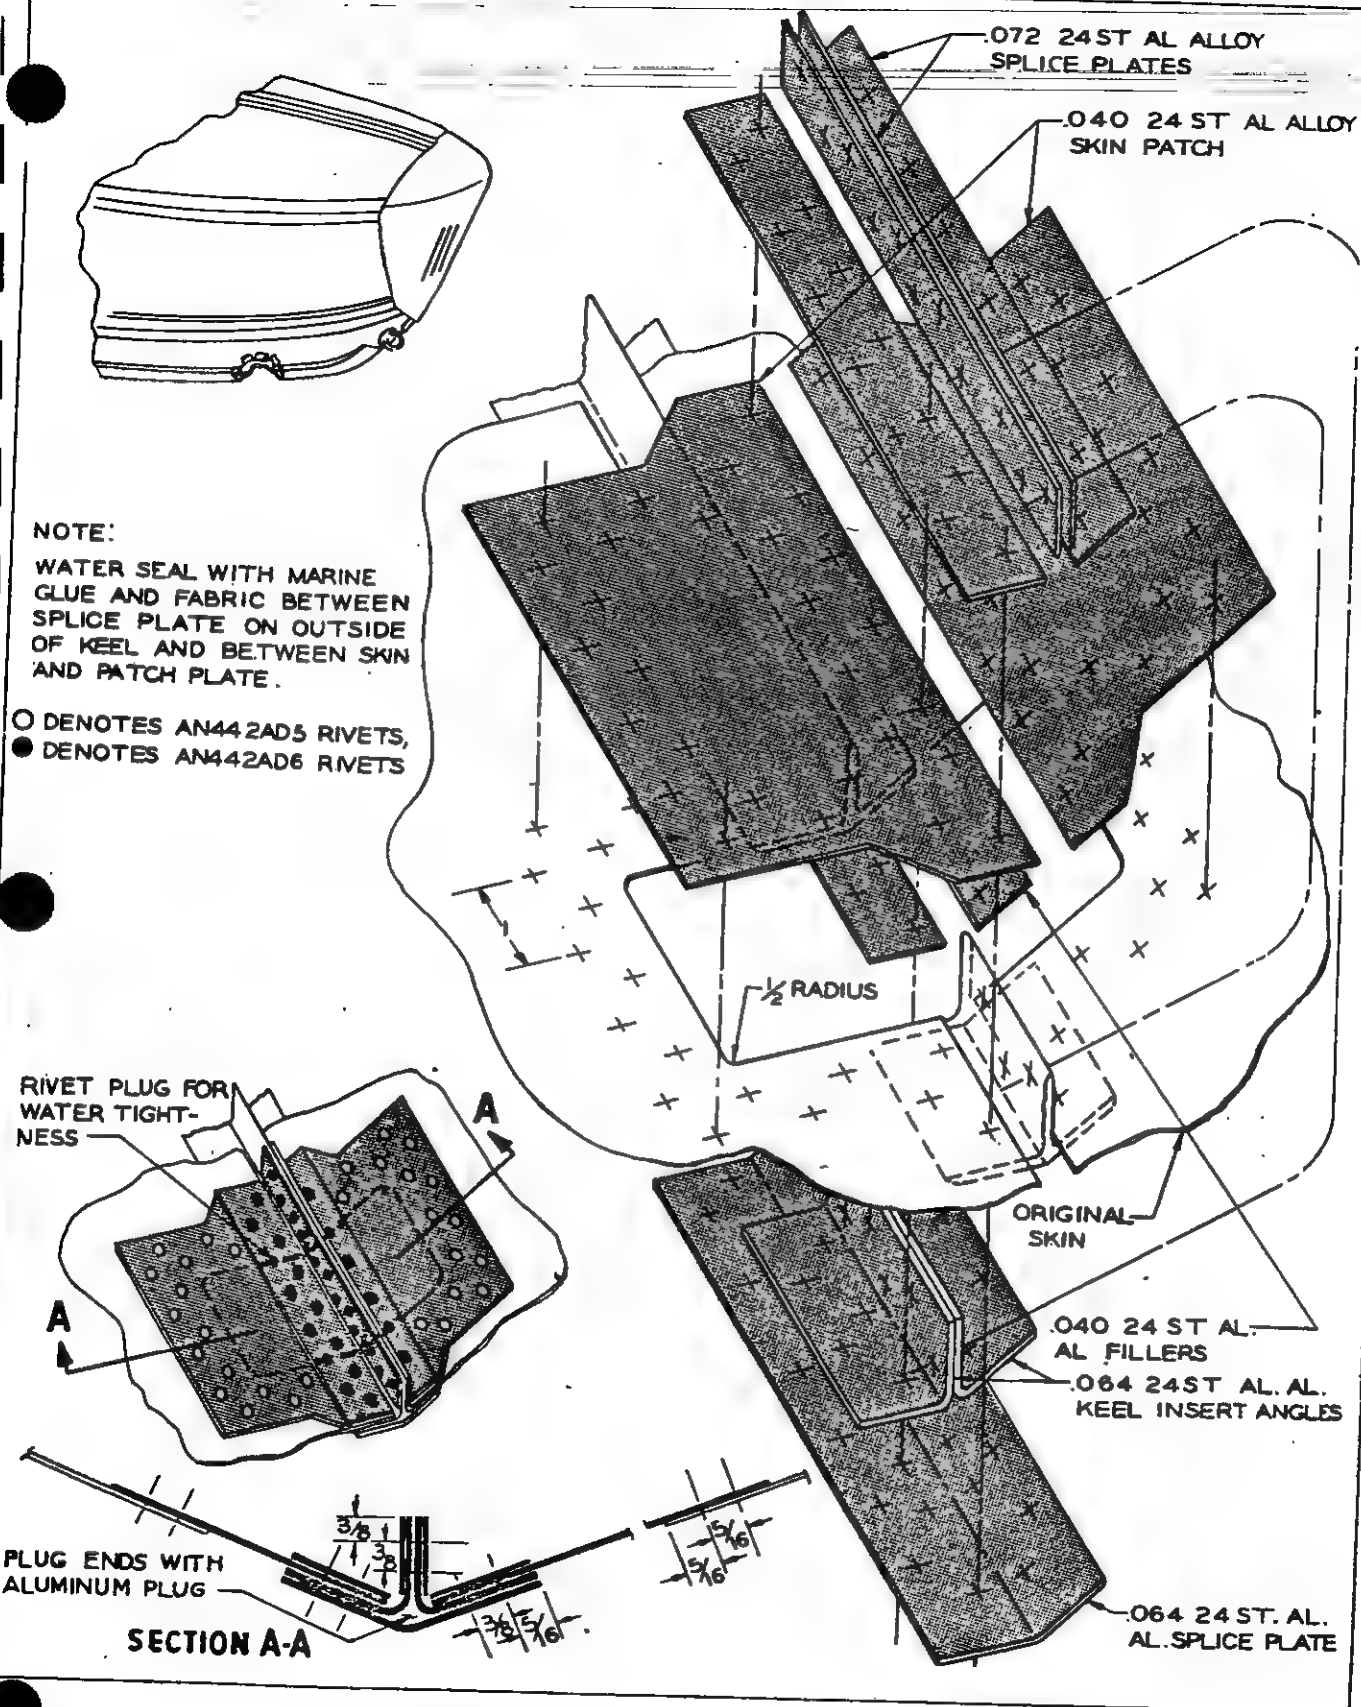 .072 24ST AL ALLOY
SPLICE PLATES
.040 24 ST AL ALLOY
SKIN PATCH
NOTE:
WATER SEAL WITH MARINE
GLUE AND FABRIC BETWEEN
SPLICE PLATE ON OUTSIDE
OF KEEL AND BETWEEN SKIN
AND PATCH PLATE.
DENOTES AN442AD5 RIVETS,
DENOTES AN442AD6 RIVETS
1/2 RADIUS
RIVET PLUG FOR
WATER TIGHT-
NESS
A
A
ORIGINAL
SKIN
.040 24 ST AL.
AL FILLERS
.064 24ST AL. AL.
KEEL INSERT ANGLES
3/8
3/8
5/16
5/16
PLUG ENDS WITH
ALUMINUM PLUG
3/8
5/16
SECTION A-A
.064 24 ST. AL.
AL. SPLICE PLATE